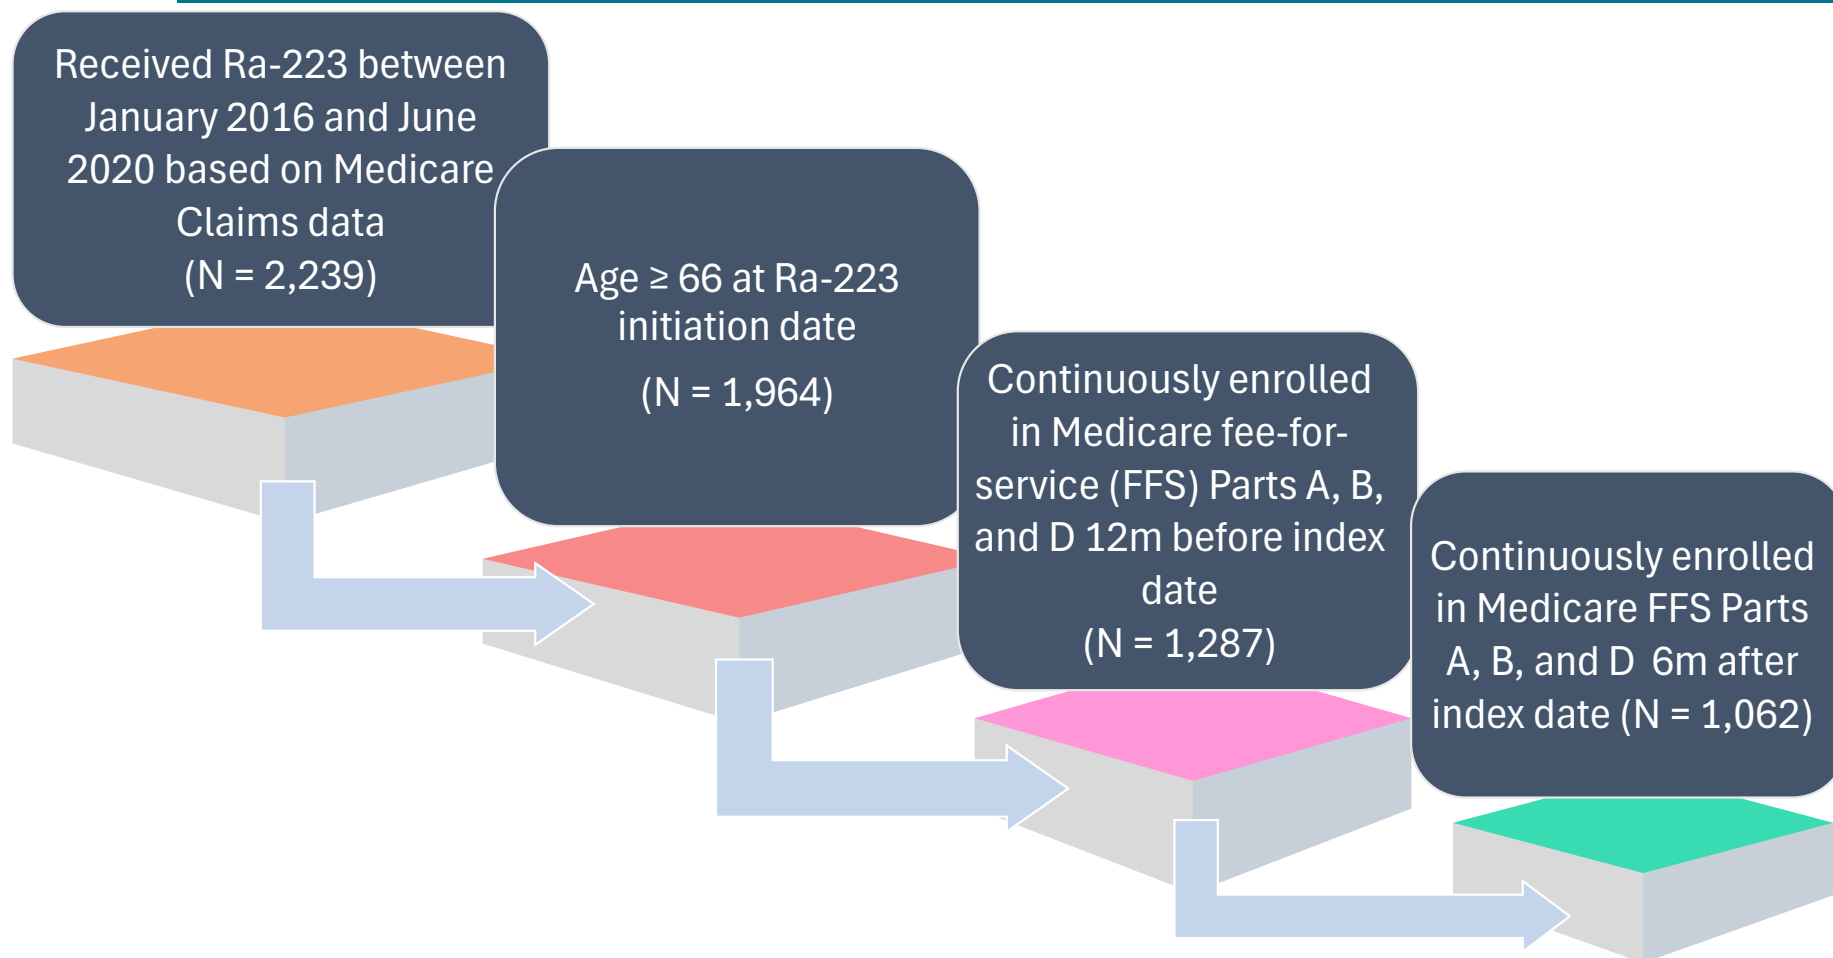 Received Ra-223 between
January 2016 and June
2020 based on Medicare
Claims data
(N = 2,239)
Age ≥ 66 at Ra-223
initiation date
(N = 1,964)
Continuously enrolled
in Medicare fee-for-
service (FFS) Parts A, B,
and D 12m before index
date
(N = 1,287)
Continuously enrolled
in Medicare FFS Parts
A, B, and D  6m after
index date (N = 1,062)